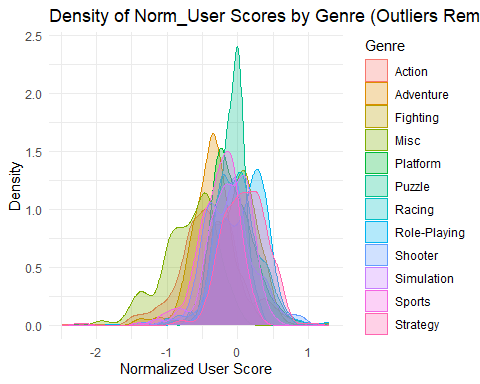 Density of Norm_User Scores by Genre (Outliers Rem
Density
2.5
2.0
1.5
1.0
0.5
0.0
-2
-1
0
1
Normalized User Score
Genre
Action
Adventure
Fighting
Misc
Platform
Puzzle
Racing
Role-Playing
Shooter
Simulation
Sports
Strategy